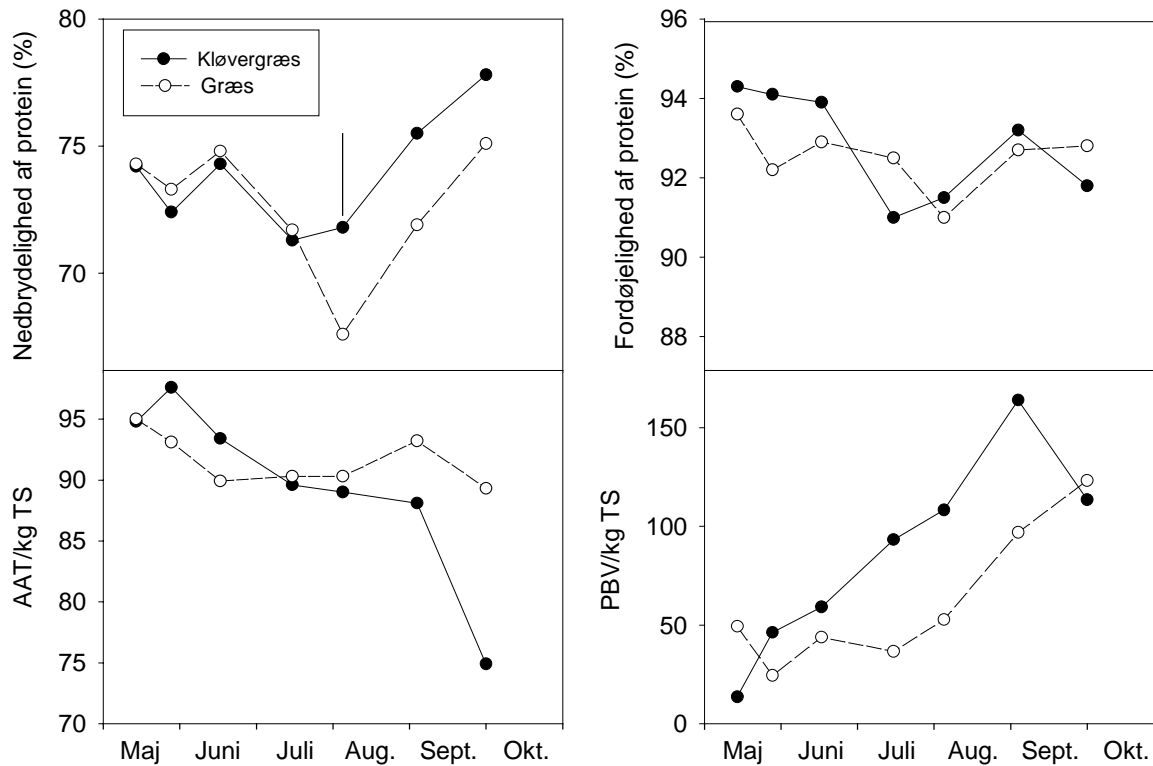 Nedbrydelighed af protein (%)
80
75
70
Kløvergræs
Græs
Fordøjelighed af protein (%)
96
94
92
90
88
AAT/kg TS
95
90
85
80
75
70
Maj Juni Juli Aug. Sept. Okt.
PBV/kg TS
150
100
50
0
Maj Juni Juli Aug. Sept. Okt.